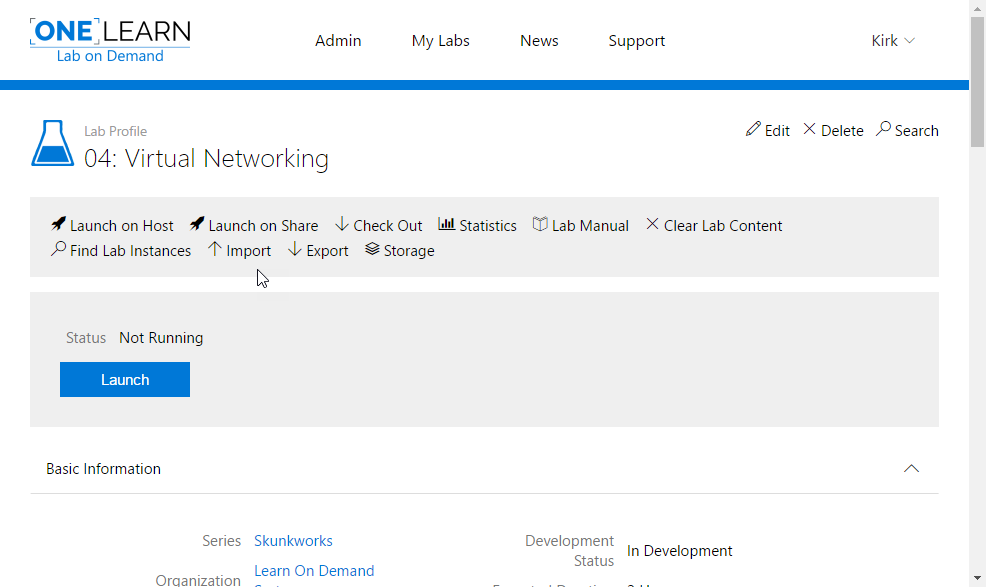 ONE LEARN
Lab on Demand
Admin My Labs News Support Kirk
Lab Profile
04: Virtual Networking
Edit Delete Search
Launch on Host Launch on Share Check Out Statistics Lab Manual Clear Lab Content
Find Lab Instances Import Export Storage
Status Not Running
Launch
Basic Information
Series Skunkworks
Development
Status
In Development
Organization
Learn On Demand